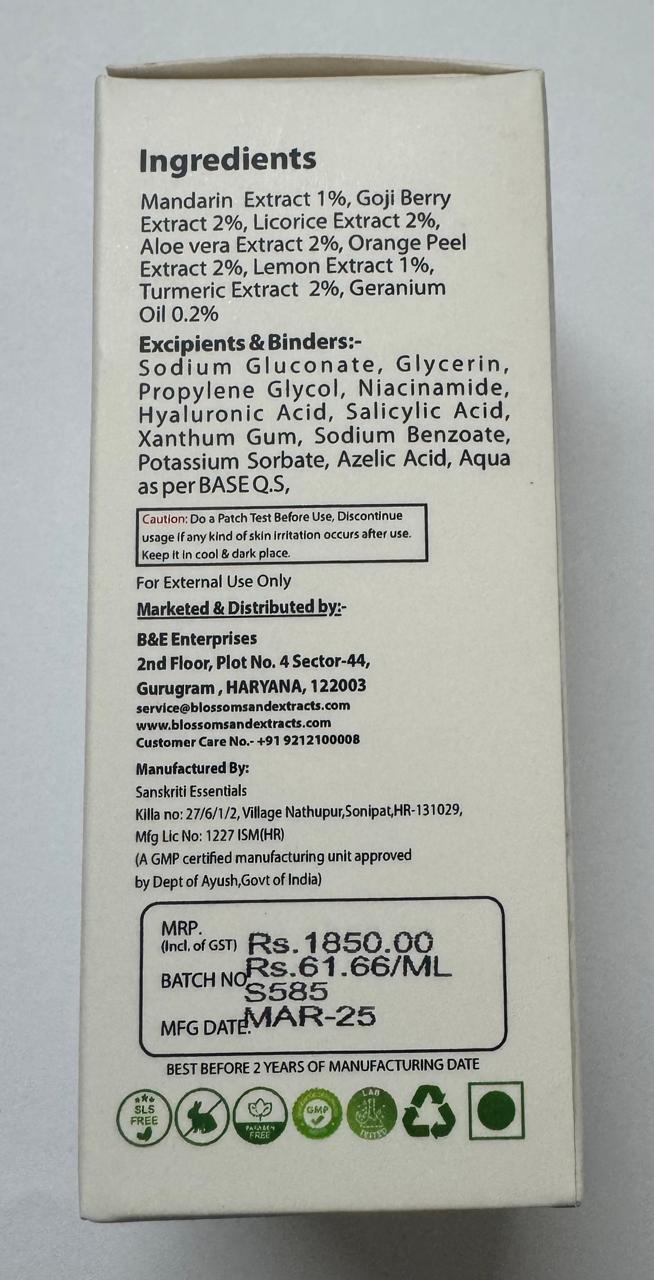 Ingredients
Mandarin Extract 1%, Goji Berry
Extract 2%, Licorice Extract 2%,
Aloe vera Extract 2%, Orange Peel
Extract 2%, Lemon Extract 1%,
Turmeric Extract 2%, Geranium
Oil 0.2%
Excipients & Binders:-
Sodium Gluconate, Glycerin,
Propylene Glycol, Niacinamide,
Hyaluronic Acid, Salicylic Acid,
Xanthum Gum, Sodium Benzoate,
Potassium Sorbate, Azelic Acid, Aqua
as per BASE Q.S,
Caution: Do a Patch Test Before Use, Discontinue
usage if any kind of skin irritation occurs after use.
Keep it in cool & dark place.
For External Use Only
Marketed & Distributed by:-
B&E Enterprises
2nd Floor, Plot No. 4 Sector-44,
Gurugram , HARYANA, 122003
service@blossomsandextracts.com
www.blossomsandextracts.com
Customer Care No.- +91 9212100008
Manufactured By:
Sanskriti Essentials
Killa no: 27/6/1/2, Village Nathupur,Sonipat,HR-131029,
Mfg Lic No: 1227 ISM(HR)
(A GMP certified manufacturing unit approved
by Dept of Ayush,Govt of India)
MRP.
(Incl. of GST) Rs.1850.00
Rs.61.66/ML
BATCH NO S585
MFG DATE: MAR-25
BEST BEFORE 2 YEARS OF MANUFACTURING DATE
SLS
FREE
PARABEN
FREE
GMP
LAB
TESTED